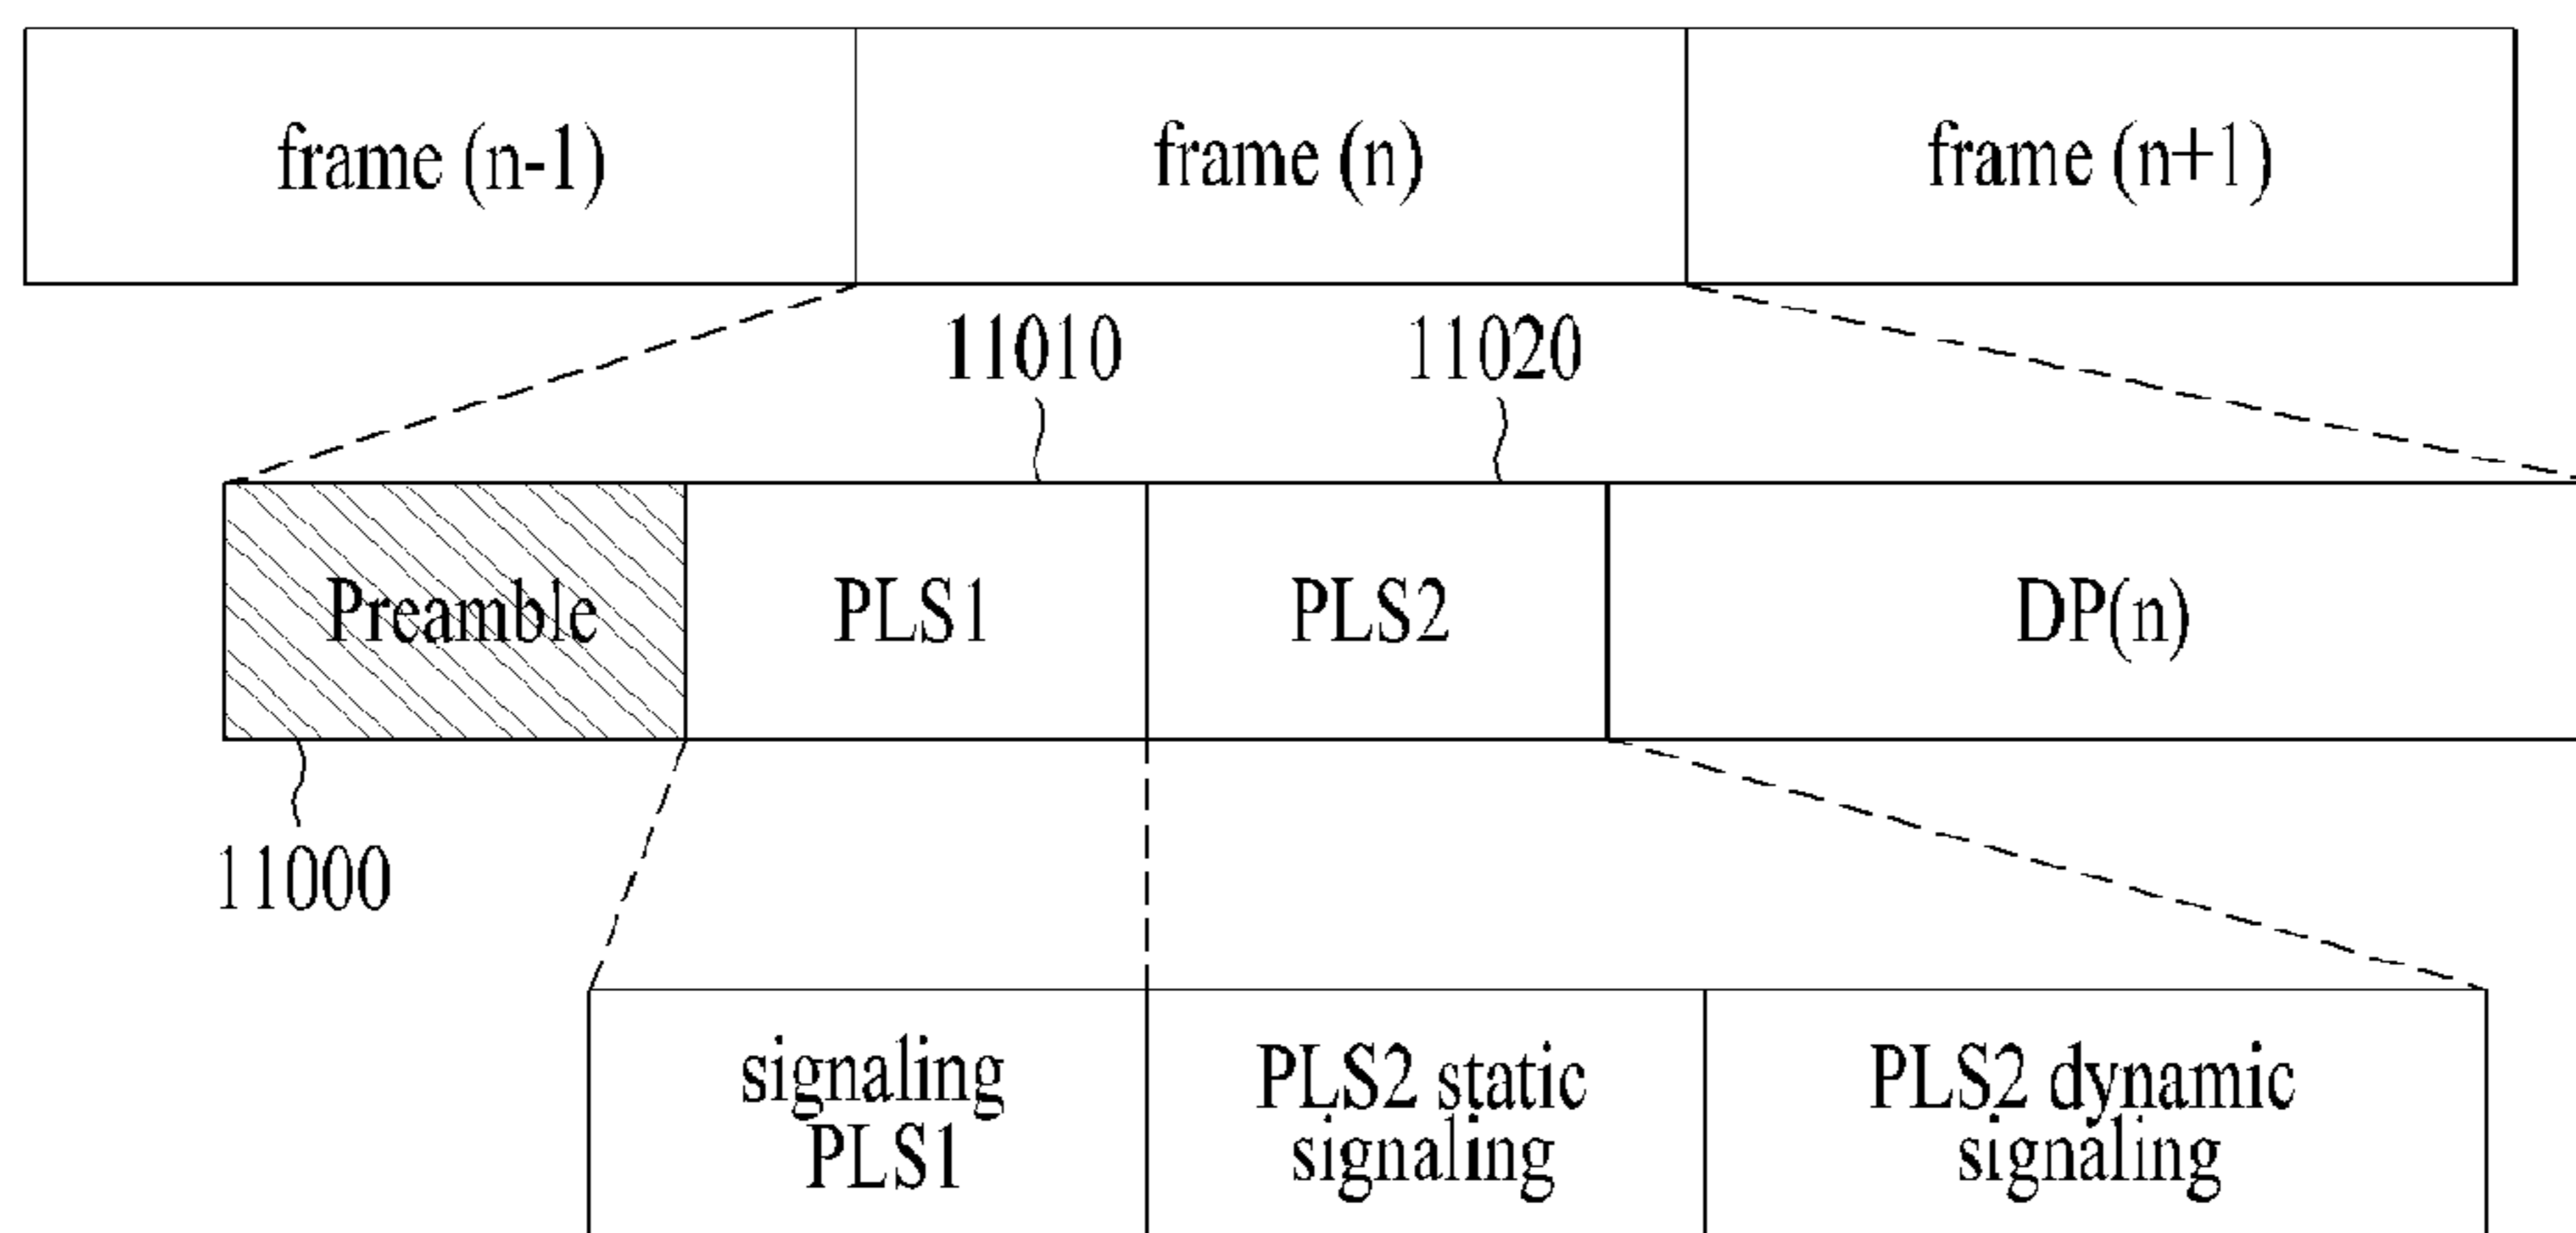 frame (n-1)
frame (n)
frame (n+1)
11010
11020
Preamble
PLS1
PLS2
DP(n)
11000
signaling
PLS1
PLS2 static
signaling
PLS2 dynamic
signaling